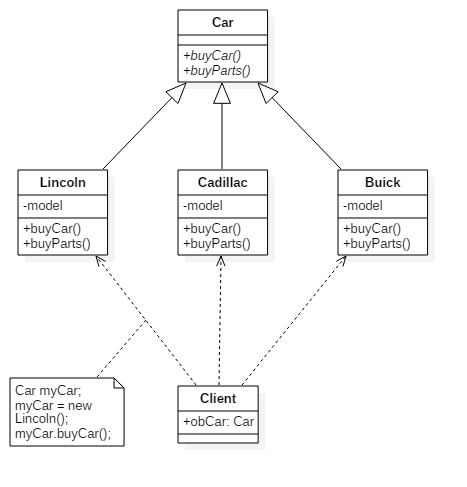 Car
+buyCar()
+buyParts()
Lincoln
-model
+buyCar()
+buyParts()
Cadillac
-model
+buyCar()
+buyParts()
Buick
-model
+buyCar()
+buyParts()
Car myCar;
myCar = new
Lincoln();
myCar.buyCar();
Client
+obCar: Car